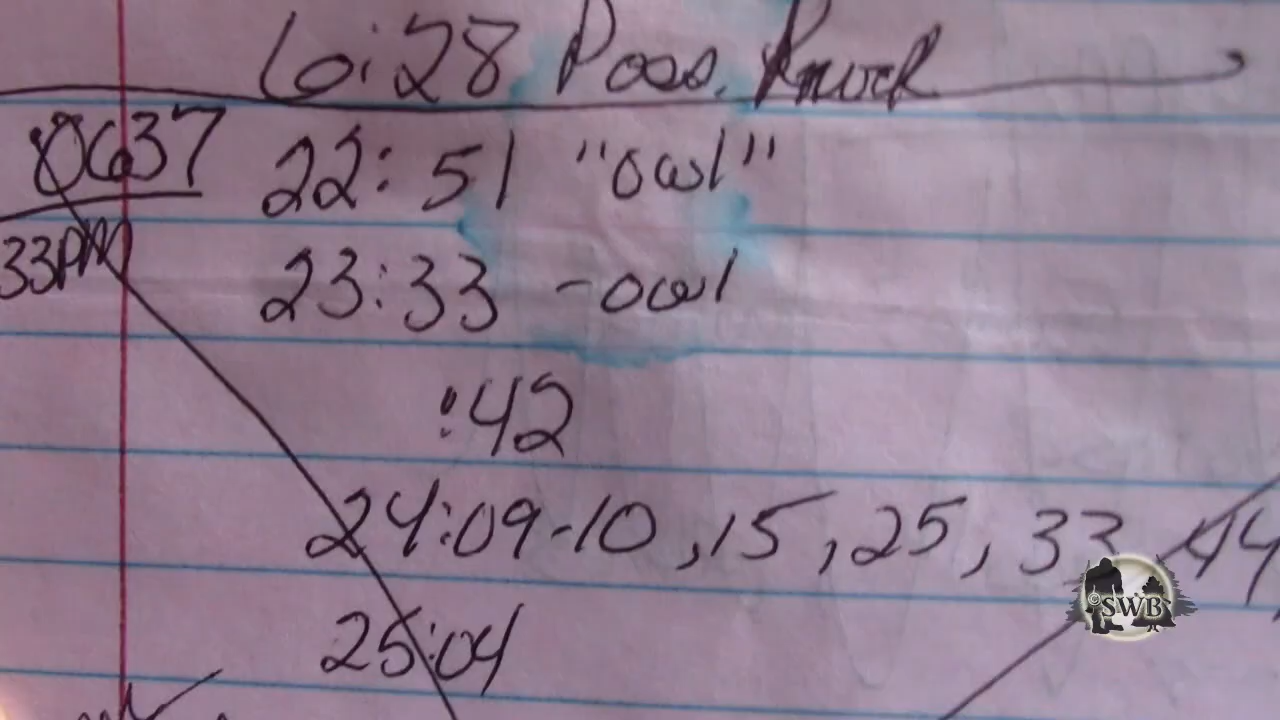 6:28 Poss. Knock
0637 22:51 "owl"
33PM 23:33 - owl
:42
24:09-10, 15, 25, 33, 44
25:04
© SWB